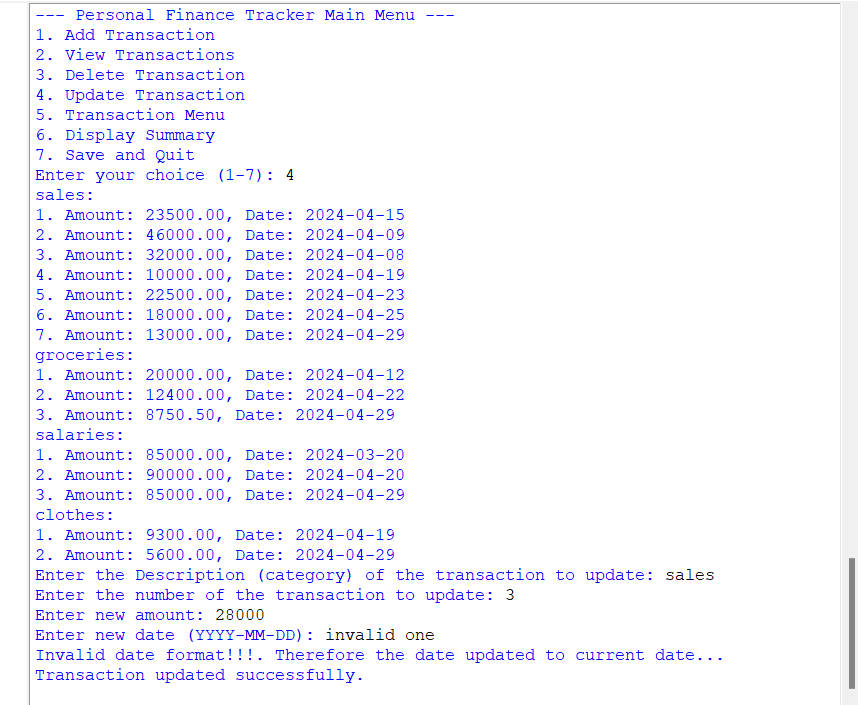 --- Personal Finance Tracker Main Menu ---
1. Add Transaction
2. View Transactions
3. Delete Transaction
4. Update Transaction
5. Transaction Menu
6. Display Summary
7. Save and Quit
Enter your choice (1-7): 4
sales:
1. Amount: 23500.00, Date: 2024-04-15
2. Amount: 46000.00, Date: 2024-04-09
3. Amount: 32000.00, Date: 2024-04-08
4. Amount: 10000.00, Date: 2024-04-19
5. Amount: 22500.00, Date: 2024-04-23
6. Amount: 18000.00, Date: 2024-04-25
7. Amount: 13000.00, Date: 2024-04-29
groceries:
1. Amount: 20000.00, Date: 2024-04-12
2. Amount: 12400.00, Date: 2024-04-22
3. Amount: 8750.50, Date: 2024-04-29
salaries:
1. Amount: 85000.00, Date: 2024-03-20
2. Amount: 90000.00, Date: 2024-04-20
3. Amount: 85000.00, Date: 2024-04-29
clothes:
1. Amount: 9300.00, Date: 2024-04-19
2. Amount: 5600.00, Date: 2024-04-29
Enter the Description (category) of the transaction to update: sales
Enter the number of the transaction to update: 3
Enter new amount: 28000
Enter new date (YYYY-MM-DD): invalid one
Invalid date format!!!. Therefore the date updated to current date...
Transaction updated successfully.